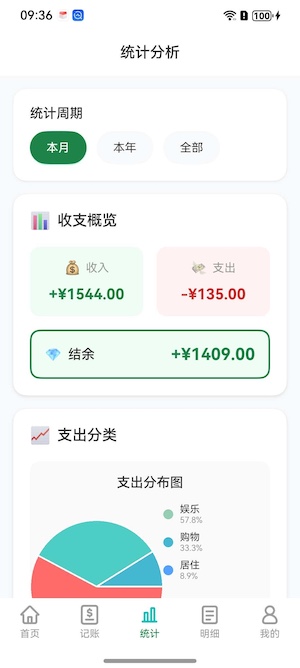 09:36
100
统计分析
统计周期
本月
本年
全部
收支概览
收入
支出
+¥1544.00
-¥135.00
结余
+¥1409.00
支出分类
支出分布图
娱乐
57.8%
购物
33.3%
居住
8.9%
首页
记账
统计
明细
我的